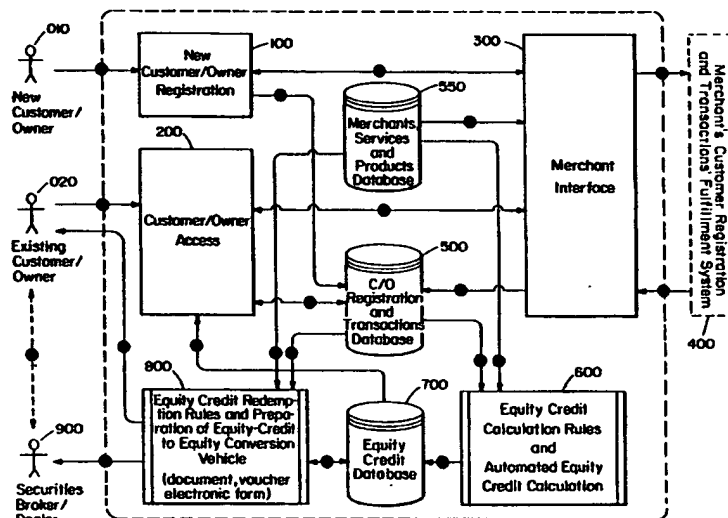 010
New
Customer/
Owner
100
New
Customer/Owner
Registration
300
Merchant
Interface
550
Merchants,
Services
and
Products
Database
Merchant's Customer Registration
and Transactions' Fulfillment System
400
200
Customer/Owner
Access
020
Existing
Customer/
Owner
500
C/O
Registration
and
Transactions
Database
800
Equity Credit Redemp-
tion Rules and Prepa-
ration of Equity-Credit
to Equity Conversion
Vehicle
(document, voucher
electronic form)
700
Equity
Credit
Database
600
Equity Credit
Calculation Rules
and
Automated Equity
Credit Calculation
900
Securities
Broker/
Dealer